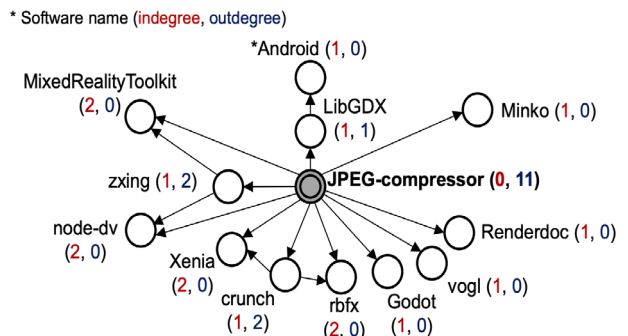 * Software name (indegree, outdegree)
*Android (1, 0)
MixedRealityToolkit
(2, 0)
LibGDX
(1, 1)
Minko (1, 0)
zxing (1, 2)
JPEG-compressor (0, 11)
node-dv
(2, 0)
Renderdoc (1, 0)
Xenia
(2, 0)
vogl (1, 0)
crunch
(1, 2)
rbfx
(2, 0)
Godot
(1, 0)